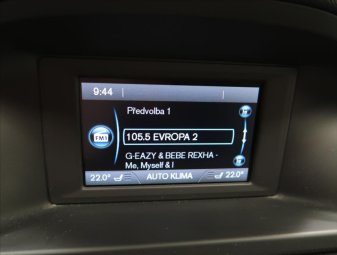 9:44
Předvolba 1
FM1
105.5 EVROPA 2
G-EAZY & BEBE REXHA -
Me, Myself & I
22.0° AUTO KLIMA 22.0°